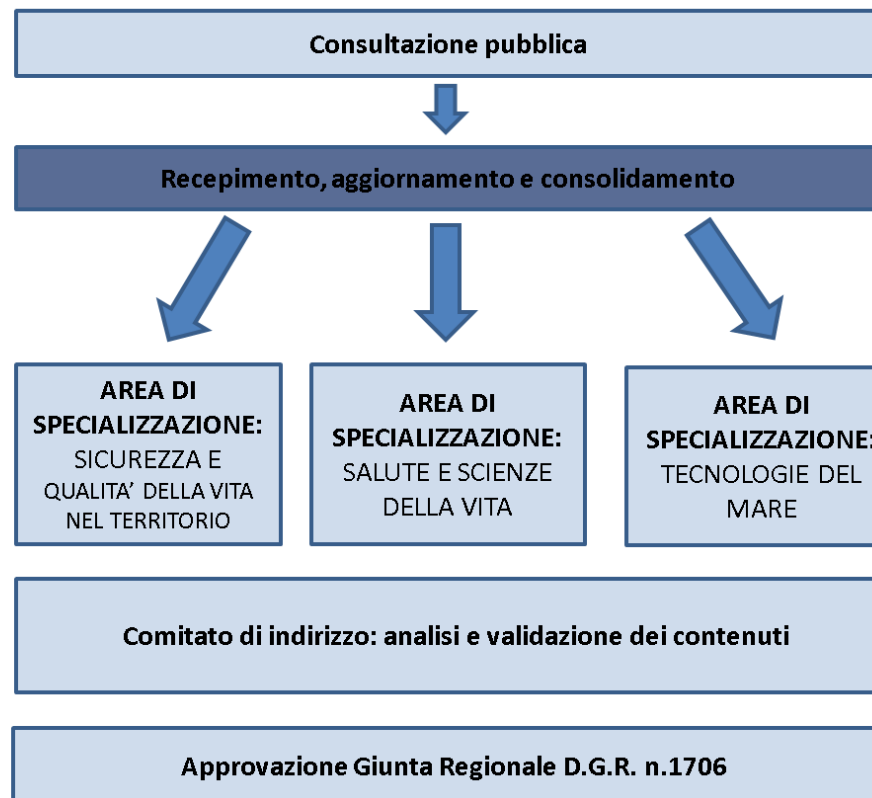 Consultazione pubblica
Recepimento, aggiornamento e consolidamento
AREA DI
SPECIALIZZAZIONE:
SICUREZZA E
QUALITA’ DELLA VITA
NEL TERRITORIO
AREA DI
SPECIALIZZAZIONE:
SALUTE E SCIENZE
DELLA VITA
AREA DI
SPECIALIZZAZIONE:
TECNOLOGIE DEL
MARE
Comitato di indirizzo: analisi e validazione dei contenuti
Approvazione Giunta Regionale D.G.R. n.1706